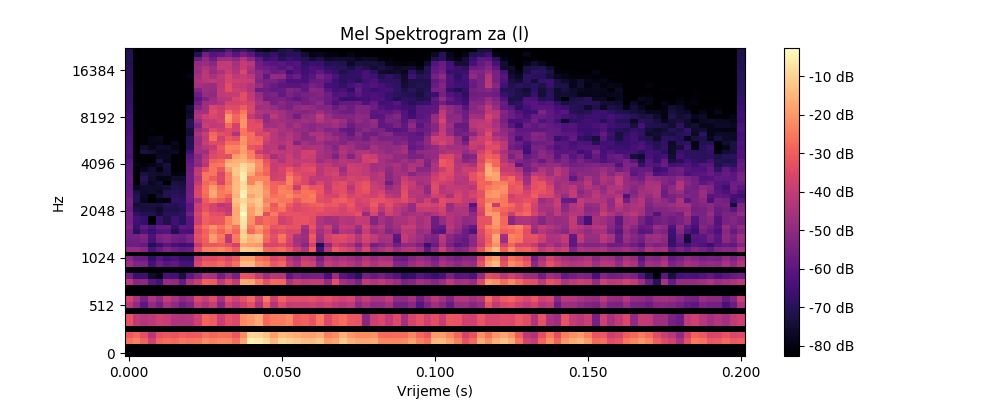 Mel Spektrogram za (l)
Hz
16384
8192
4096
2048
1024
512
0
0.000 0.050 0.100 0.150 0.200
Vrijeme (s)
-10 dB
-20 dB
-30 dB
-40 dB
-50 dB
-60 dB
-70 dB
-80 dB